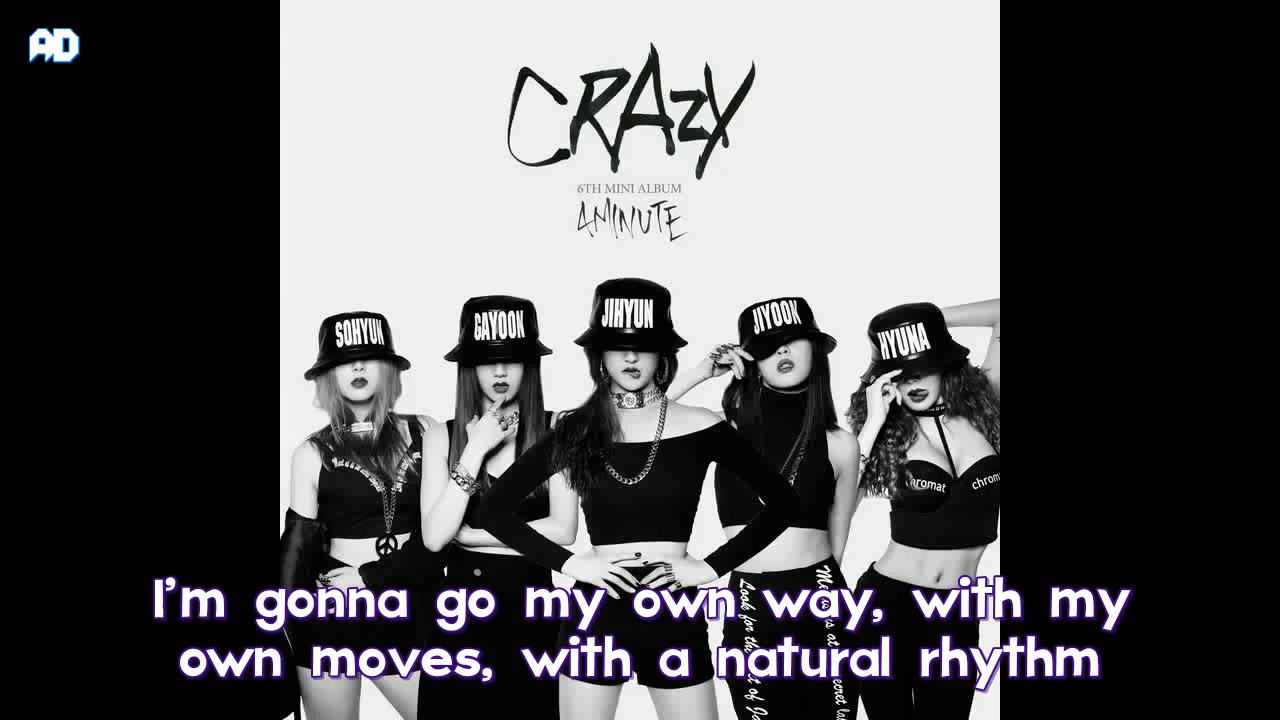 AD
CRAZY
6TH MINI ALBUM
4MINUTE
SOHYUN
GAYOON
JIHYUN
JIYOON
HYUNA
chromat
chrom
I'm gonna go my own way, with my
own moves, with a natural rhythm